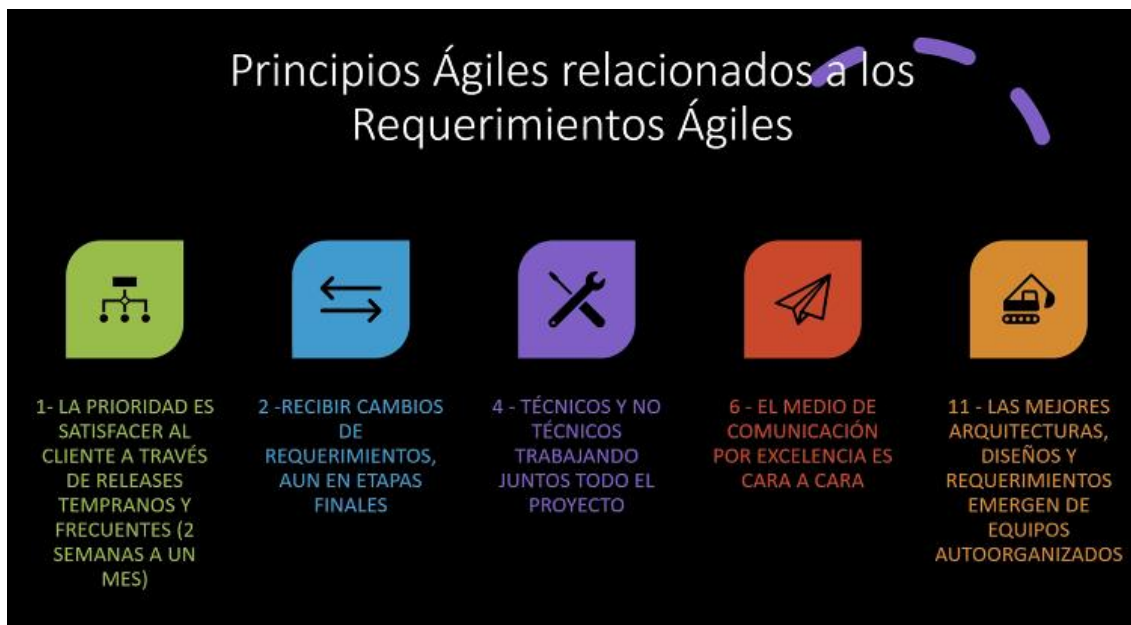 Principios Ágiles relacionados a los
Requerimientos Ágiles
1- LA PRIORIDAD ES
SATISFACER AL
CLIENTE A TRAVÉS
DE RELEASES
TEMPRANOS Y
FRECUENTES (2
SEMANAS A UN
MES)
2 -RECIBIR CAMBIOS
DE
REQUERIMIENTOS,
AUN EN ETAPAS
FINALES
4 - TÉCNICOS Y NO
TÉCNICOS
TRABAJANDO
JUNTOS TODO EL
PROYECTO
6 - EL MEDIO DE
COMUNICACIÓN
POR EXCELENCIA ES
CARA A CARA
11 - LAS MEJORES
ARQUITECTURAS,
DISEÑOS Y
REQUERIMIENTOS
EMERGEN DE
EQUIPOS
AUTOORGANIZADOS